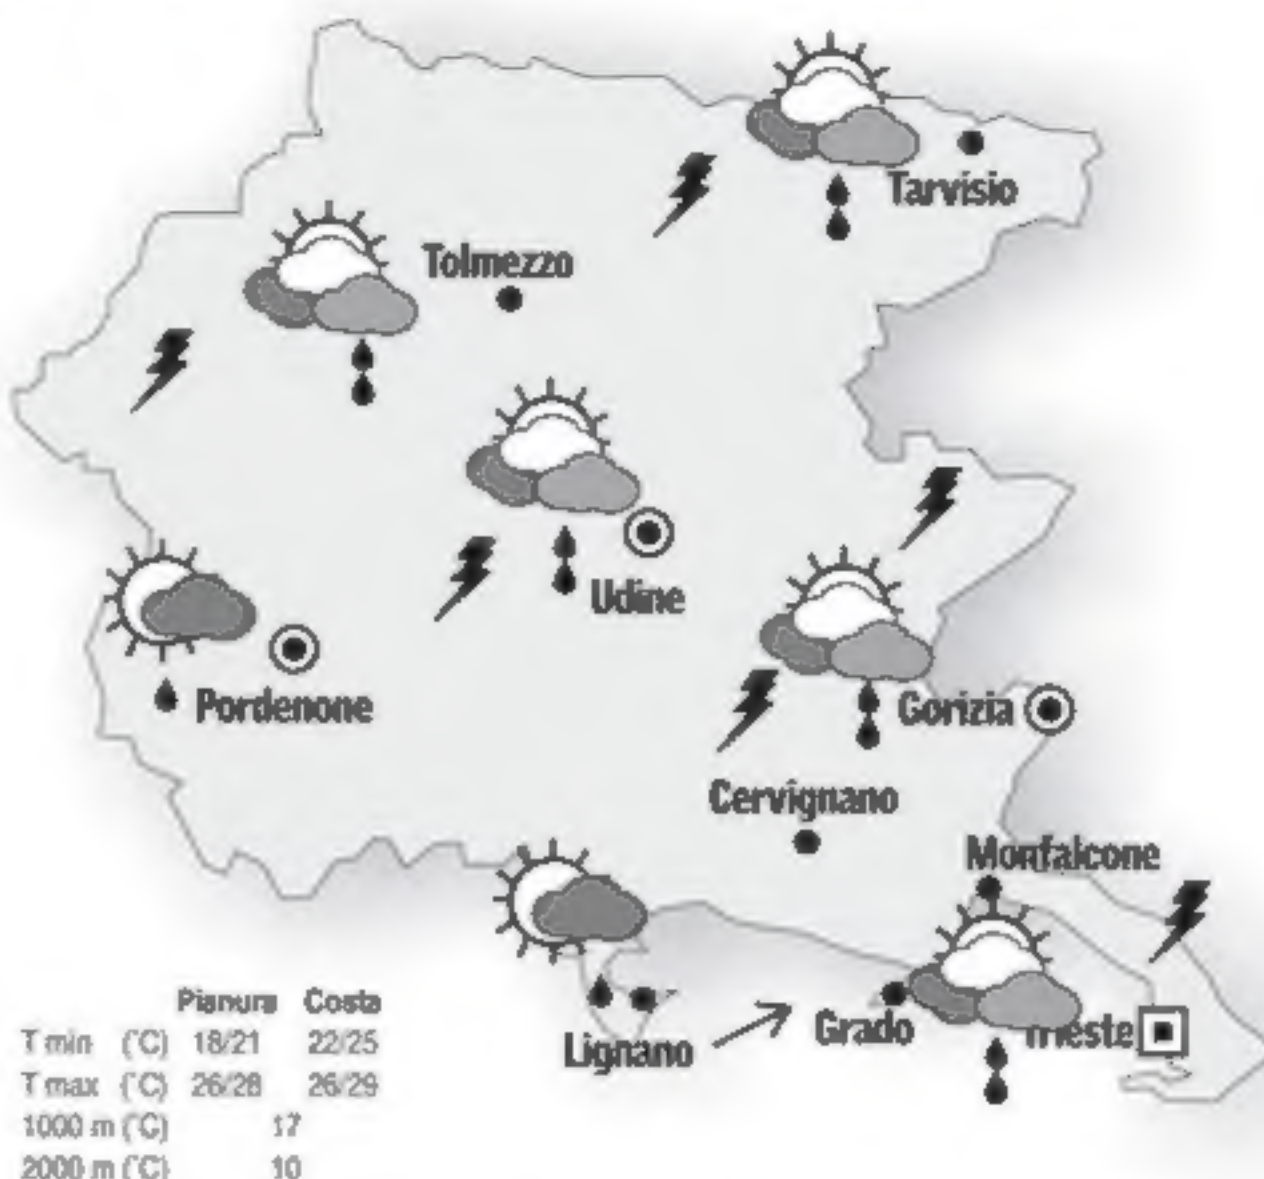 Tarvisio
Tolmezzo
Udine
Pordenone
Gorizia
Cervignano
Monfalcone
Lignano
Grado
Trieste
Pianura Costa
T min (°C) 18/21 22/25
T max (°C) 26/28 26/29
1000 m (°C) 17
2000 m (°C) 10